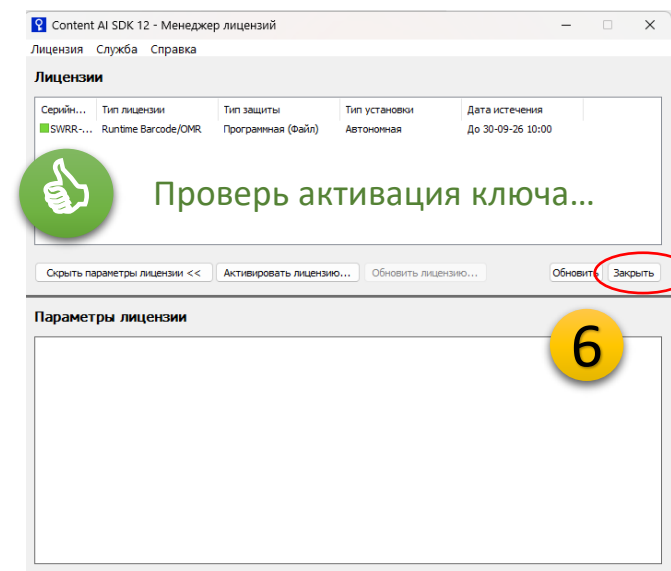 Content AI SDK 12 - Менеджер лицензий
Лицензия Служба Справка
Лицензии
Серийн... Тип лицензии Тип защиты Тип установки Дата истечения
SWRR-... Runtime Barcode/OMR Программная (Файл) Автономная До 30-09-26 10:00
Проверь активация ключа...
Скрыть параметры лицензии << Активировать лицензию... Обновить лицензию... Обновить Закрыть
Параметры лицензии
6